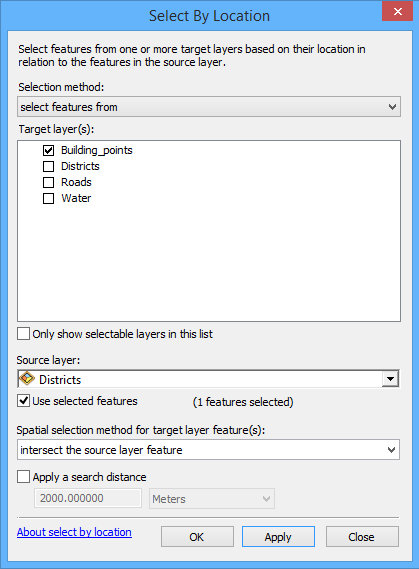 Select By Location
Select features from one or more target layers based on their location in
relation to the features in the source layer.
Selection method:
select features from
Target layer(s):
Building_points
Districts
Roads
Water
Only show selectable layers in this list
Source layer:
Districts
Use selected features (1 features selected)
Spatial selection method for target layer feature(s):
intersect the source layer feature
Apply a search distance
2000.000000 Meters
About select by location OK Apply Close